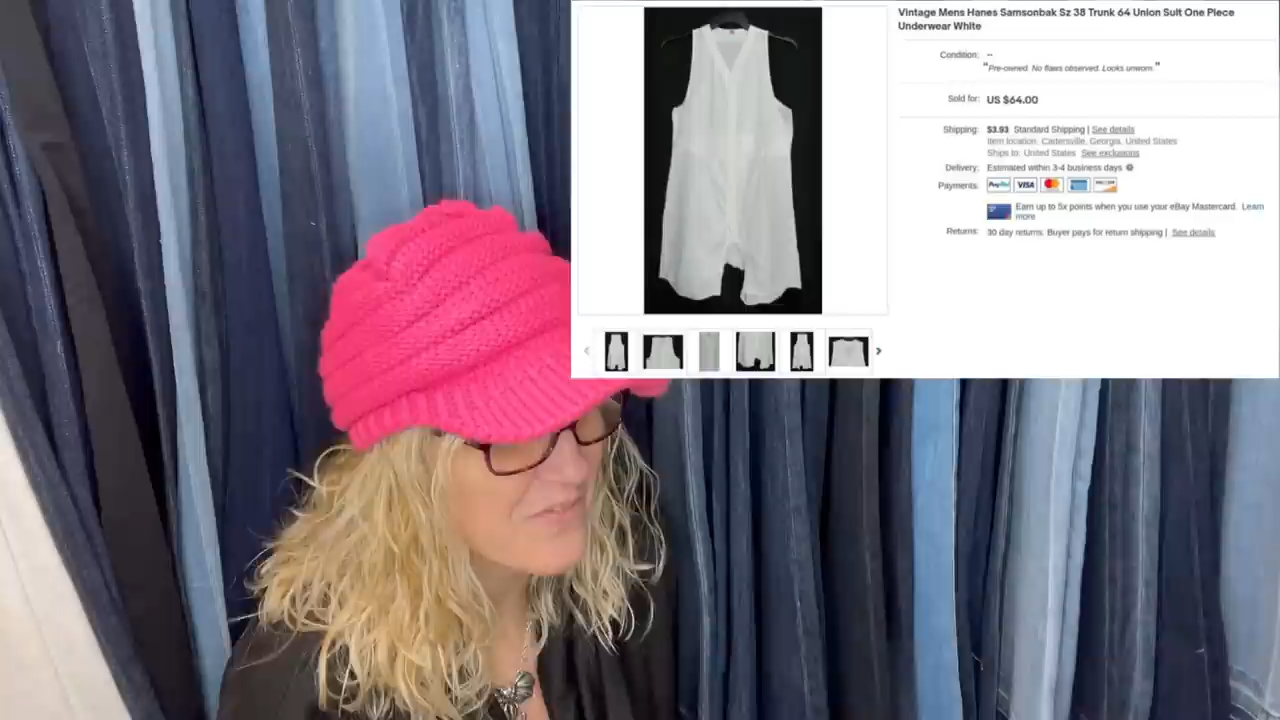 Vintage Mens Hanes Samsonbak Sz 38 Trunk 64 Union Suit One Piece
Underwear White
Condition: --
"Pre-owned. No flaws observed. Looks unworn."
Sold for: US $64.00
Shipping: $3.93 Standard Shipping | See details
Item location: Cartersville, Georgia, United States
Ships to: United States See exclusions
Delivery: Estimated within 3-4 business days
Payments: PayPal VISA
Earn up to 5x points when you use your eBay Mastercard. Learn
more
Returns: 30 day returns. Buyer pays for return shipping | See details